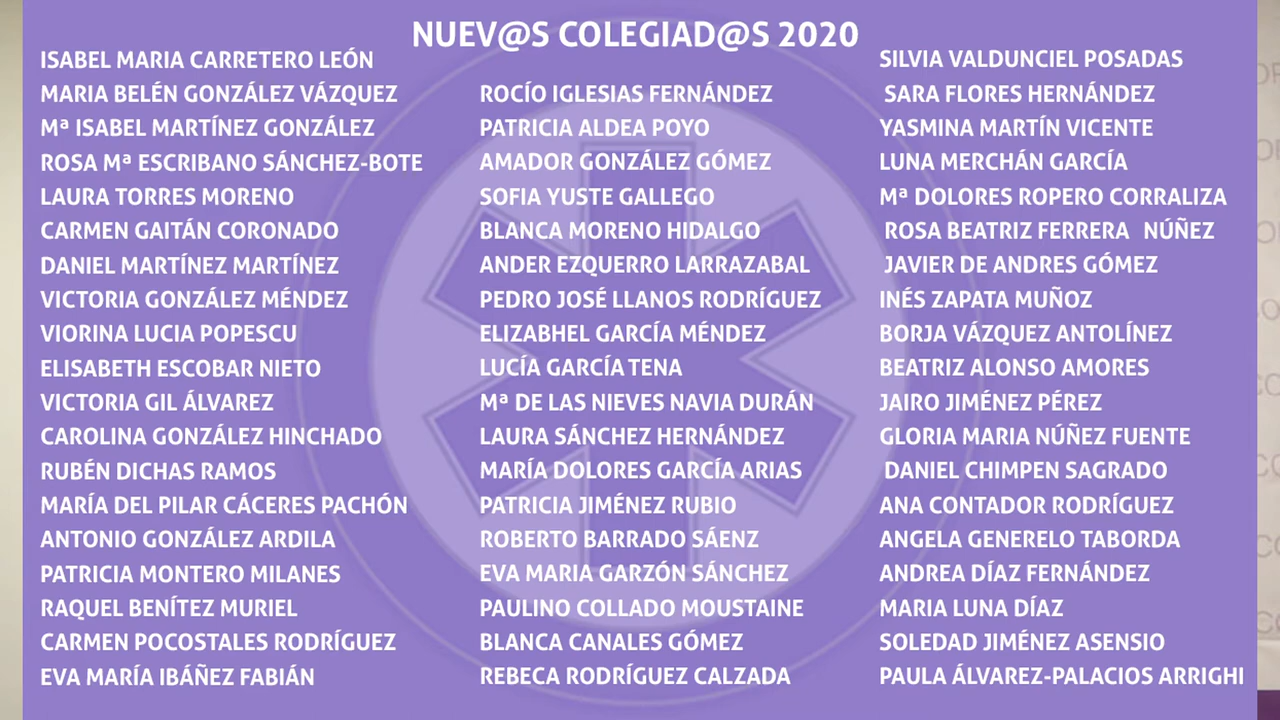 NUEV@S COLEGIAD@S 2020
ISABEL MARIA CARRETERO LEÓN
MARIA BELÉN GONZÁLEZ VÁZQUEZ
Mª ISABEL MARTÍNEZ GONZÁLEZ
ROSA Mª ESCRIBANO SÁNCHEZ-BOTE
LAURA TORRES MORENO
CARMEN GAITÁN CORONADO
DANIEL MARTÍNEZ MARTÍNEZ
VICTORIA GONZÁLEZ MÉNDEZ
VIORINA LUCIA POPESCU
ELISABETH ESCOBAR NIETO
VICTORIA GIL ÁLVAREZ
CAROLINA GONZÁLEZ HINCHADO
RUBÉN DICHAS RAMOS
MARÍA DEL PILAR CÁCERES PACHÓN
ANTONIO GONZÁLEZ ARDILA
PATRICIA MONTERO MILANES
RAQUEL BENÍTEZ MURIEL
CARMEN POCOSTALES RODRÍGUEZ
EVA MARÍA IBÁÑEZ FABIÁN
ROCÍO IGLESIAS FERNÁNDEZ
PATRICIA ALDEA POYO
AMADOR GONZÁLEZ GÓMEZ
SOFIA YUSTE GALLEGO
BLANCA MORENO HIDALGO
ANDER EZQUERRO LARRAZABAL
PEDRO JOSÉ LLANOS RODRÍGUEZ
ELIZABHEL GARCÍA MÉNDEZ
LUCÍA GARCÍA TENA
Mª DE LAS NIEVES NAVIA DURÁN
LAURA SÁNCHEZ HERNÁNDEZ
MARÍA DOLORES GARCÍA ARIAS
PATRICIA JIMÉNEZ RUBIO
ROBERTO BARRADO SÁENZ
EVA MARIA GARZÓN SÁNCHEZ
PAULINO COLLADO MOUSTAINE
BLANCA CANALES GÓMEZ
REBECA RODRÍGUEZ CALZADA
SILVIA VALDUNCIEL POSADAS
SARA FLORES HERNÁNDEZ
YASMINA MARTÍN VICENTE
LUNA MERCHÁN GARCÍA
Mª DOLORES ROPERO CORRALIZA
ROSA BEATRIZ FERRERA NÚÑEZ
JAVIER DE ANDRES GÓMEZ
INÉS ZAPATA MUÑOZ
BORJA VÁZQUEZ ANTOLÍNEZ
BEATRIZ ALONSO AMORES
JAIRO JIMÉNEZ PÉREZ
GLORIA MARIA NÚÑEZ FUENTE
DANIEL CHIMPEN SAGRADO
ANA CONTADOR RODRÍGUEZ
ANGELA GENERELO TABORDA
ANDREA DÍAZ FERNÁNDEZ
MARIA LUNA DÍAZ
SOLEDAD JIMÉNEZ ASENSIO
PAULA ÁLVAREZ-PALACIOS ARRIGHI